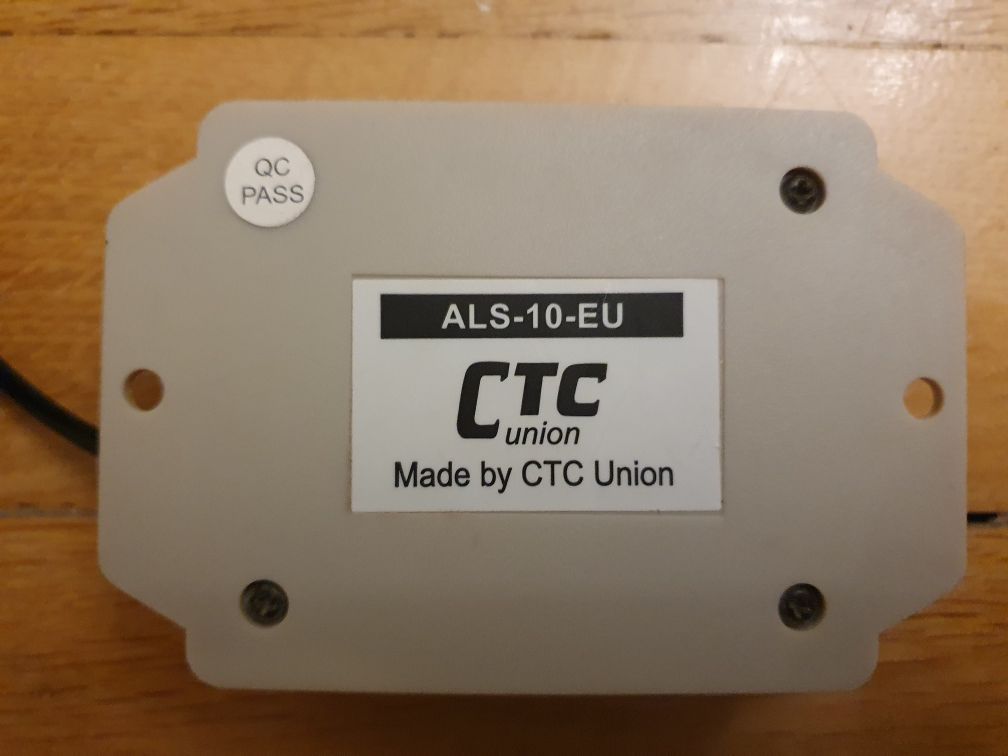 QC
PASS
ALS-10-EU
CTC
union
Made by CTC Union